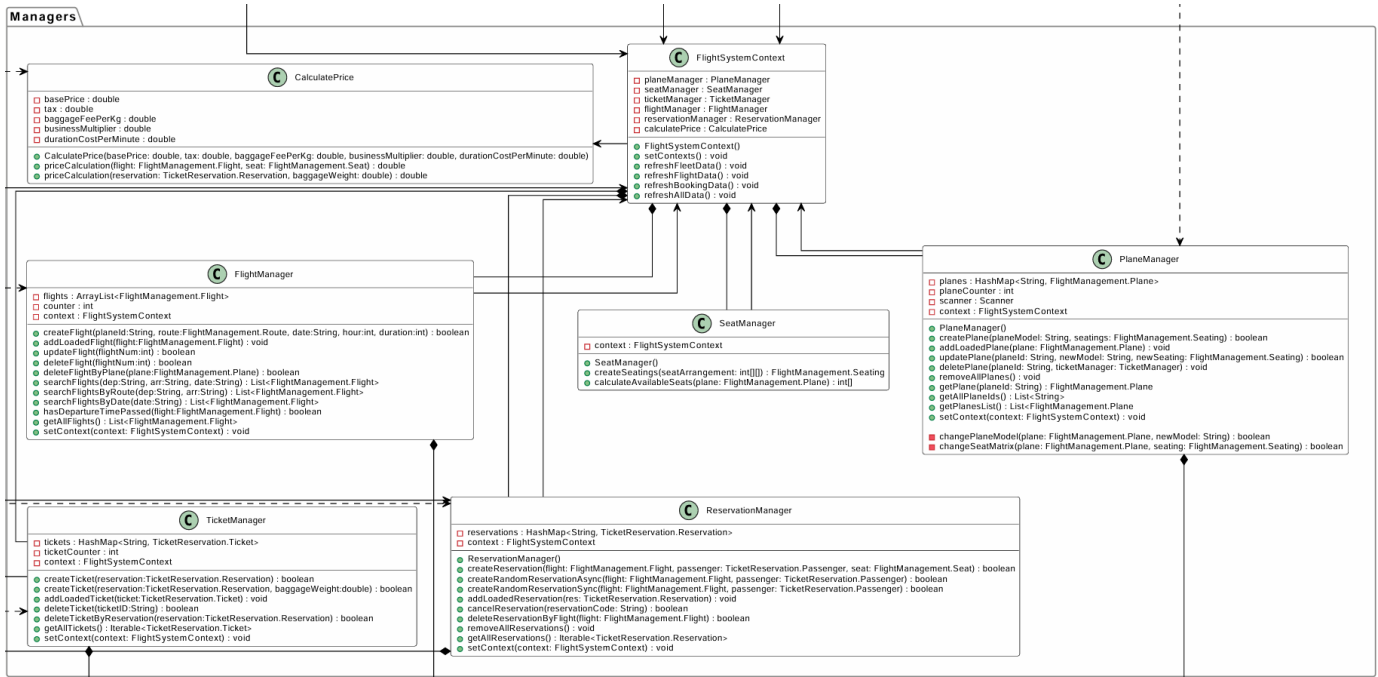 Managers
C FlightSystemContext
planeManager : PlaneManager
seatManager : SeatManager
ticketManager : TicketManager
flightManager : FlightManager
reservationManager : ReservationManager
calculatePrice : CalculatePrice
FlightSystemContext()
setContexts() : void
refreshFleetData() : void
refreshFlightData() : void
refreshBookingData() : void
refreshAllData() : void
C CalculatePrice
basePrice : double
tax : double
baggageFeePerKg : double
businessMultiplier : double
durationCostPerMinute : double
CalculatePrice(basePrice: double, tax: double, baggageFeePerKg: double, businessMultiplier: double, durationCostPerMinute: double)
priceCalculation(flight: FlightManagement.Flight, seat: FlightManagement.Seat) : double
priceCalculation(reservation: TicketReservation.Reservation, baggageWeight: double) : double
C FlightManager
flights : ArrayList<FlightManagement.Flight>
counter : int
context : FlightSystemContext
createFlight(planeId:String, route:FlightManagement.Route, date:String, hour:int, duration:int) : boolean
addLoadedFlight(flight:FlightManagement.Flight) : void
updateFlight(flightNum:int) : boolean
deleteFlight(flightNum:int) : boolean
deleteFlightByPlane(plane:FlightManagement.Plane) : boolean
searchFlights(dep:String, arr:String, date:String) : List<FlightManagement.Flight>
searchFlightsByRoute(dep:String, arr:String) : List<FlightManagement.Flight>
searchFlightsByDate(date:String) : List<FlightManagement.Flight>
hasDepartureTimePassed(flight:FlightManagement.Flight) : boolean
getAllFlights() : List<FlightManagement.Flight>
setContext(context: FlightSystemContext) : void
C SeatManager
context : FlightSystemContext
SeatManager()
createSeatings(seatArrangement: int[][]) : FlightManagement.Seating
calculateAvailableSeats(plane: FlightManagement.Plane) : int[]
C PlaneManager
planes : HashMap<String, FlightManagement.Plane>
planeCounter : int
scanner : Scanner
context : FlightSystemContext
PlaneManager()
createPlane(planeModel: String, seatings: FlightManagement.Seating) : boolean
addLoadedPlane(plane: FlightManagement.Plane) : void
updatePlane(planeId: String, newModel: String, newSeating: FlightManagement.Seating) : boolean
deletePlane(planeId: String, ticketManager: TicketManager) : void
removeAllPlanes() : void
getPlane(planeId: String) : FlightManagement.Plane
getAllPlaneIds() : List<String>
getPlanesList() : List<FlightManagement.Plane
setContext(context: FlightSystemContext) : void
changePlaneModel(plane: FlightManagement.Plane, newModel: String) : boolean
changeSeatMatrix(plane: FlightManagement.Plane, seating: FlightManagement.Seating) : boolean
C TicketManager
tickets : HashMap<String, TicketReservation.Ticket>
ticketCounter : int
context : FlightSystemContext
createTicket(reservation:TicketReservation.Reservation) : boolean
createTicket(reservation:TicketReservation.Reservation, baggageWeight:double) : boolean
addLoadedTicket(ticket:TicketReservation.Ticket) : void
deleteTicket(ticketID:String) : boolean
deleteTicketByReservation(reservation:TicketReservation.Reservation) : boolean
getAllTickets() : Iterable<TicketReservation.Ticket>
setContext(context: FlightSystemContext) : void
C ReservationManager
reservations : HashMap<String, TicketReservation.Reservation>
context : FlightSystemContext
ReservationManager()
createReservation(flight: FlightManagement.Flight, passenger: TicketReservation.Passenger, seat: FlightManagement.Seat) : boolean
createRandomReservationAsync(flight: FlightManagement.Flight, passenger: TicketReservation.Passenger) : boolean
createRandomReservationSync(flight: FlightManagement.Flight, passenger: TicketReservation.Passenger) : boolean
addLoadedReservation(res: TicketReservation.Reservation) : void
cancelReservation(reservationCode: String) : boolean
deleteReservationByFlight(flight: FlightManagement.Flight) : boolean
removeAllReservations() : void
getAllReservations() : Iterable<TicketReservation.Reservation>
setContext(context: FlightSystemContext) : void